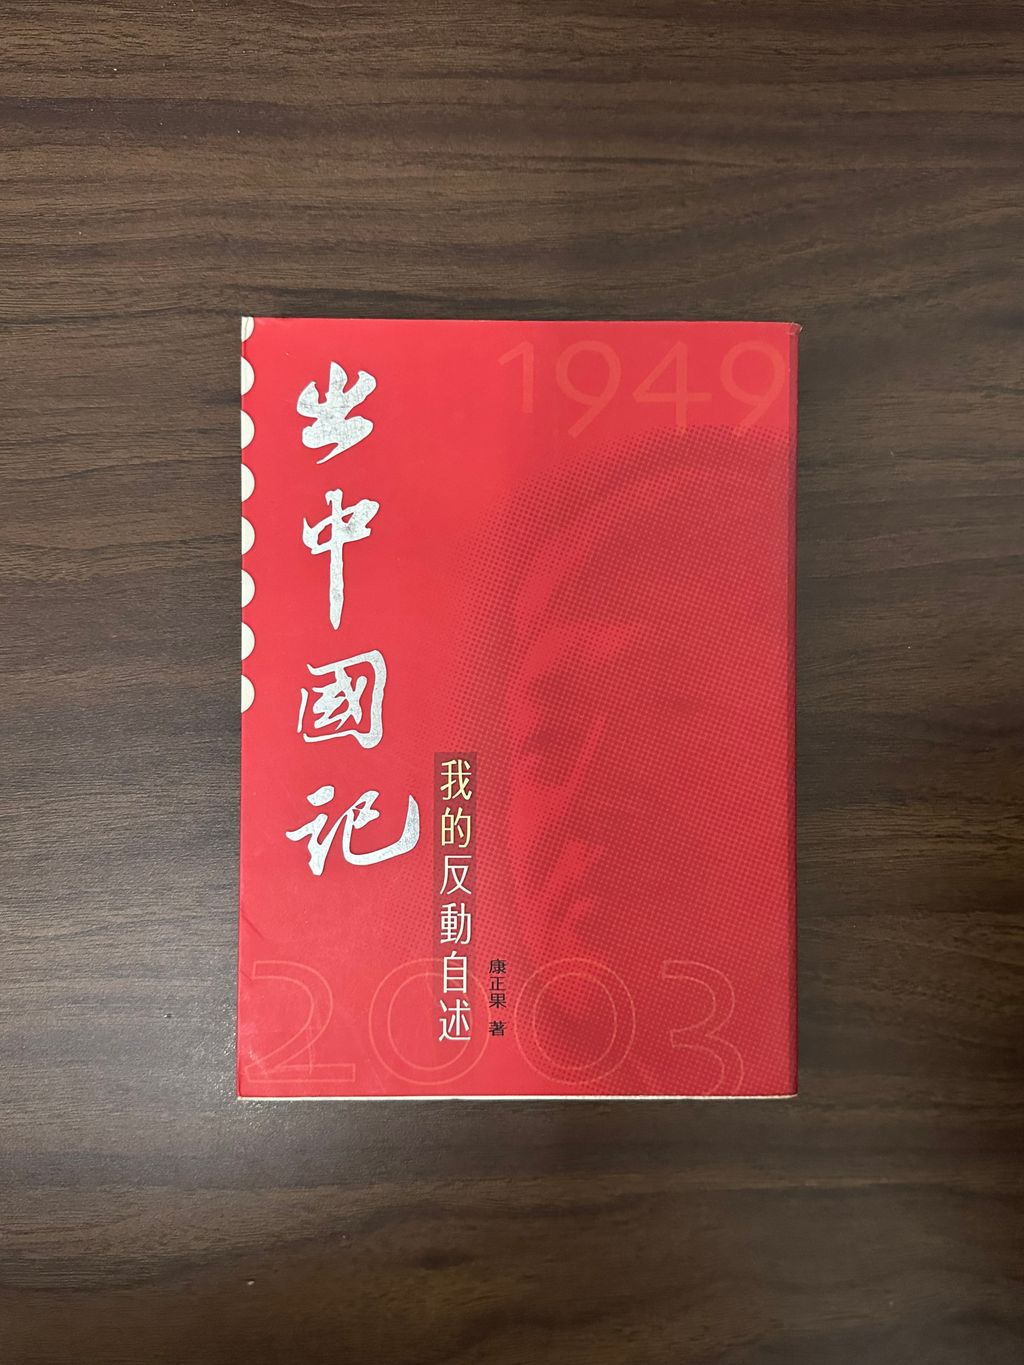 1949
出中國記
我的反動自述
康正果 著
2003